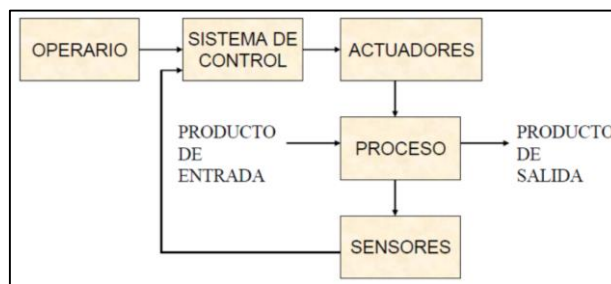 OPERARIO
SISTEMA DE
CONTROL
ACTUADORES
PRODUCTO
DE
ENTRADA
PROCESO
PRODUCTO
DE
SALIDA
SENSORES